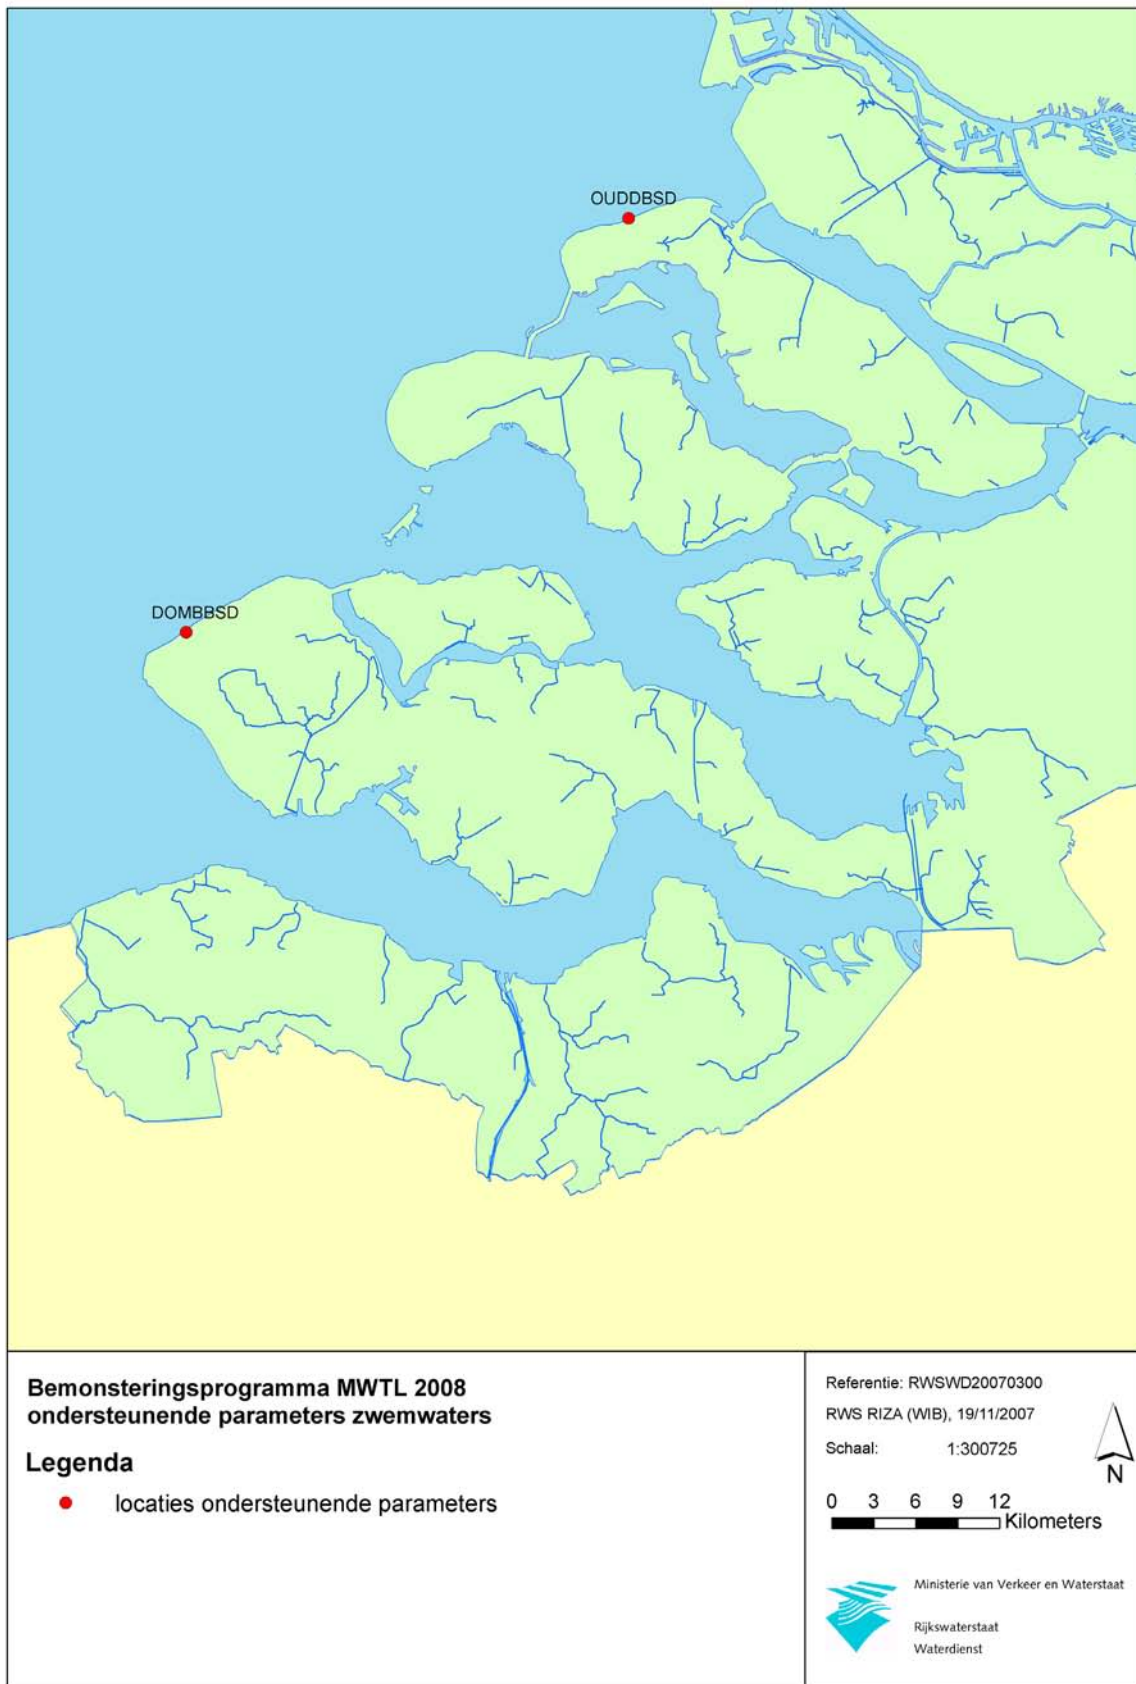 OUDDBSD
DOMBBSD
Bemonsteringsprogramma MWTL 2008
ondersteunende parameters zwemwaters
Legenda
locaties ondersteunende parameters
Referentie: RWSWD20070300
RWS RIZA (WIB), 19/11/2007
Schaal: 1:300725
N
0 3 6 9 12
Kilometers
Ministerie van Verkeer en Waterstaat
Rijkswaterstaat
Waterdienst